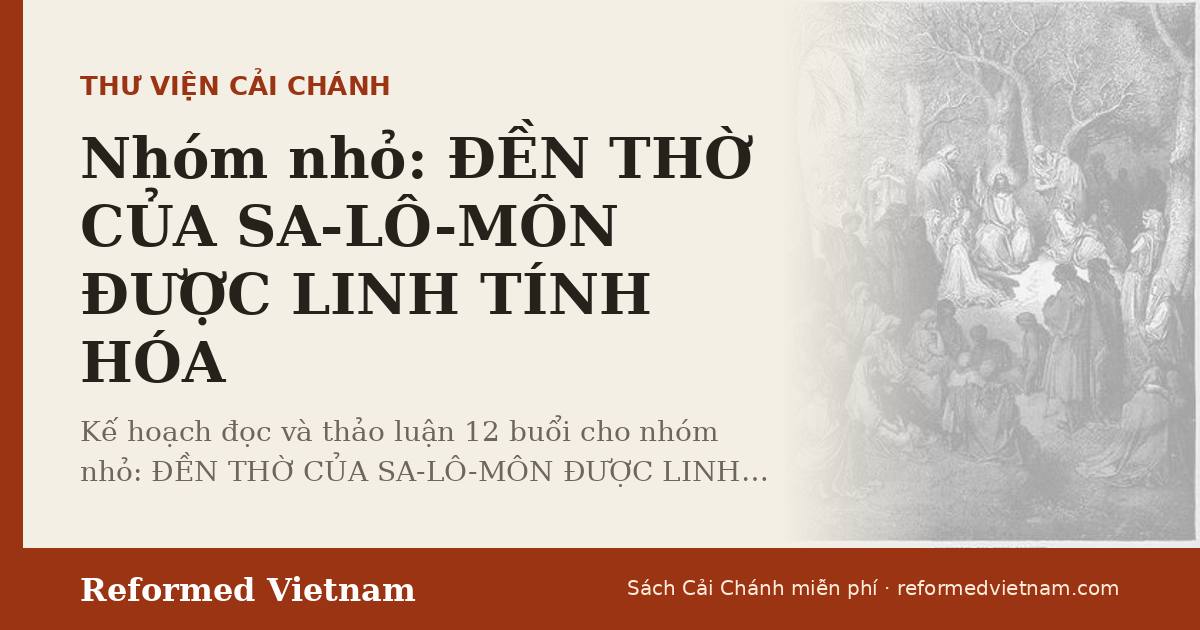 THƯ VIỆN CẢI CHÁNH
Nhóm nhỏ: ĐỀN THỜ
CỦA SA-LÔ-MÔN
ĐƯỢC LINH TÍNH
HÓA
Kế hoạch đọc và thảo luận 12 buổi cho nhóm
nhỏ: ĐỀN THỜ CỦA SA-LÔ-MÔN ĐƯỢC LINH...
Reformed Vietnam
Sách Cải Chánh miễn phí · reformedvietnam.com